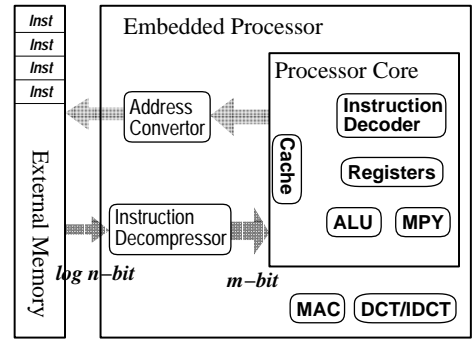 Inst
Inst
Inst
Inst
External Memory
Embedded Processor
Address
Convertor
Instruction
Decompressor
log n−bit
m−bit
Processor Core
Instruction
Decoder
Cache
Registers
ALU
MPY
MAC
DCT/IDCT